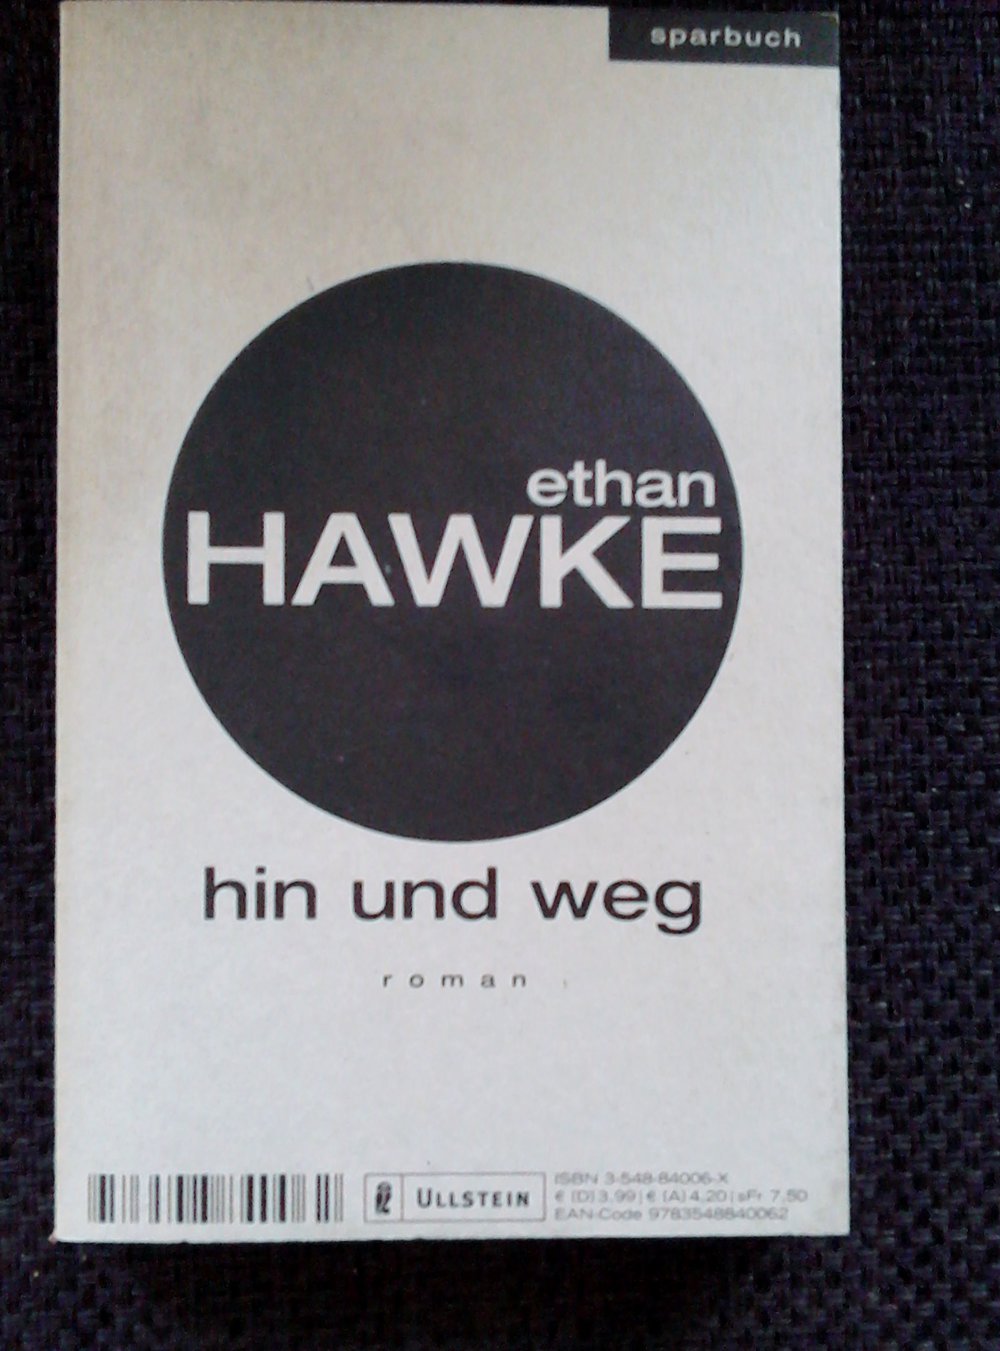 sparbuch
ethan
HAWKE
hin und weg
roman
ULLSTEIN
ISBN 3-548-84006-X
€ (D) 3.99 | € (A) 4.20 | sFr 7,50
EAN-Code 9783548840062